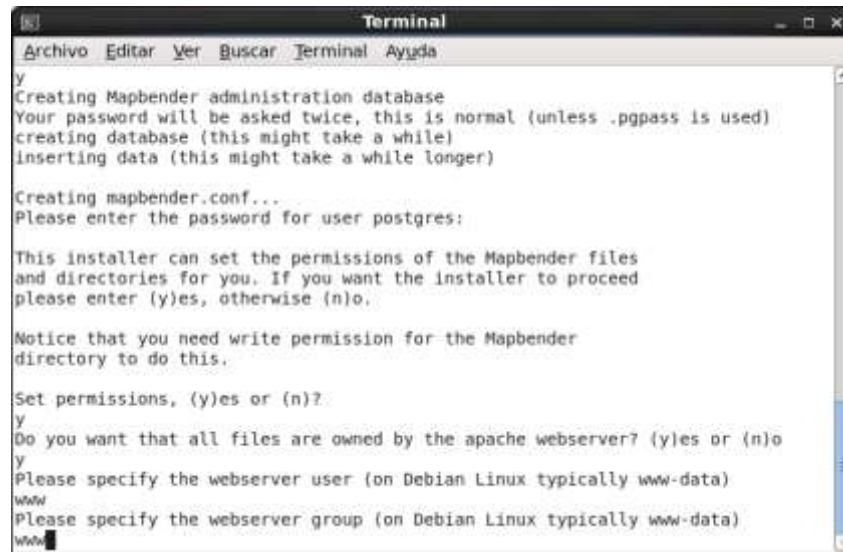 Terminal
Archivo Editar Ver Buscar Terminal Ayuda
y
Creating Mapbender administration database
Your password will be asked twice, this is normal (unless .pgpass is used)
creating database (this might take a while)
inserting data (this might take a while longer)
Creating mapbender.conf...
Please enter the password for user postgres:
This installer can set the permissions of the Mapbender files
and directories for you. If you want the installer to proceed
please enter (y)es, otherwise (n)o.
Notice that you need write permission for the Mapbender
directory to do this.
Set permissions, (y)es or (n)?
y
Do you want that all files are owned by the apache webserver? (y)es or (n)o
y
Please specify the webserver user (on Debian Linux typically www-data)
www
Please specify the webserver group (on Debian Linux typically www-data)
www